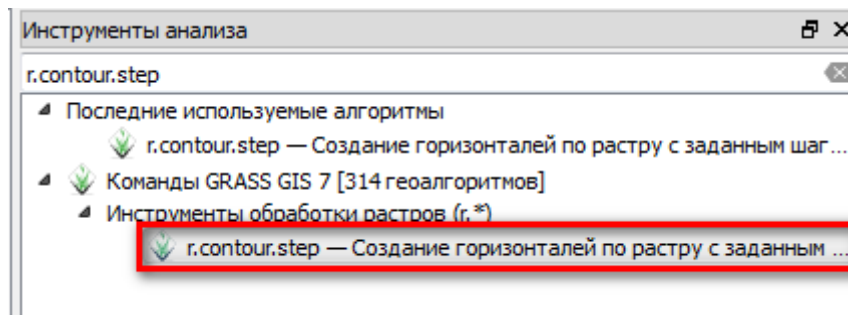 Инструменты анализа
r.contour.step
Последние используемые алгоритмы
r.contour.step — Создание горизонталей по растру с заданным шаг...
Команды GRASS GIS 7 [314 геоалгоритмов]
Инструменты обработки растров (r.*)
r.contour.step — Создание горизонталей по растру с заданным ...